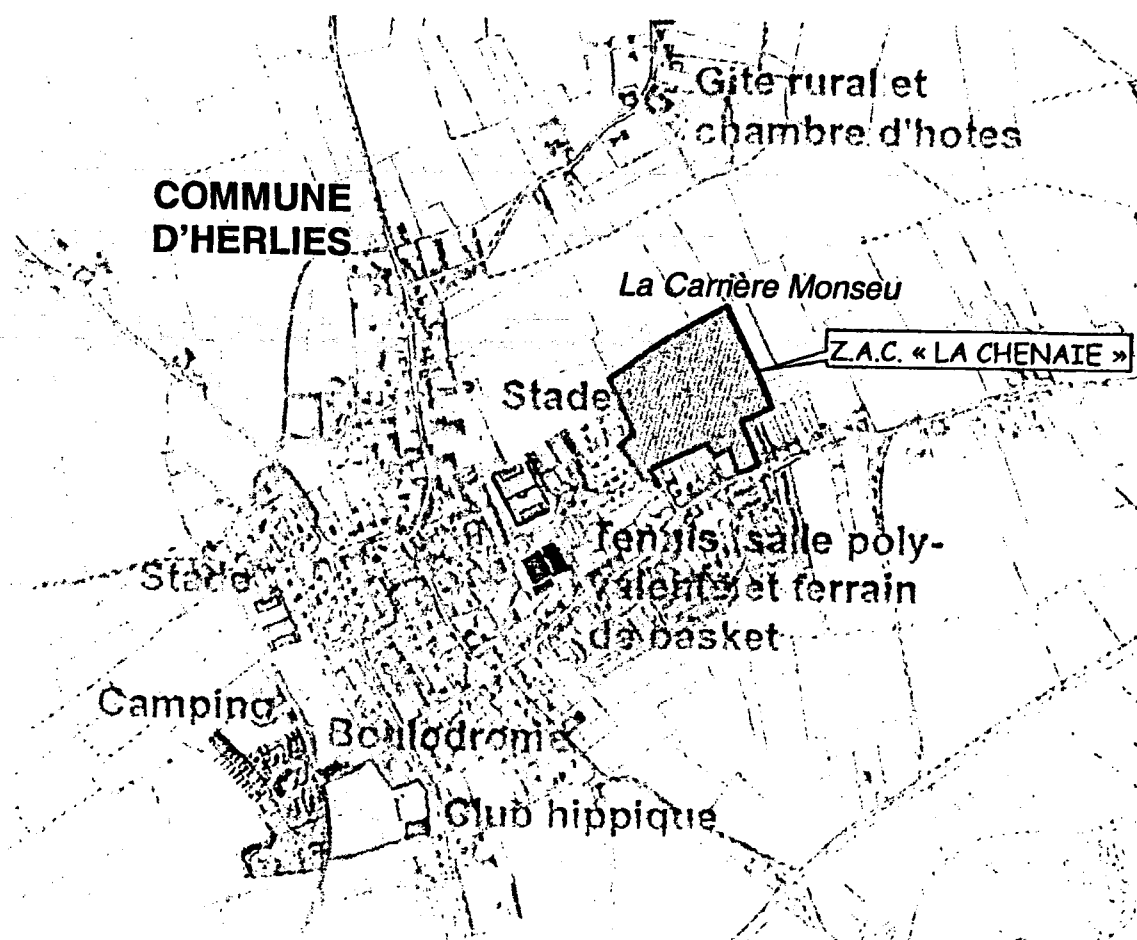 Gite rural et
chambre d'hotes
COMMUNE
D'HERLIES
La Carrière Monseu
Z.A.C. « LA CHENAIE »
Stade
Tennis, salle poly-
valente et terrain
de basket
Stade
Camping
Boulodrome
Club hippique